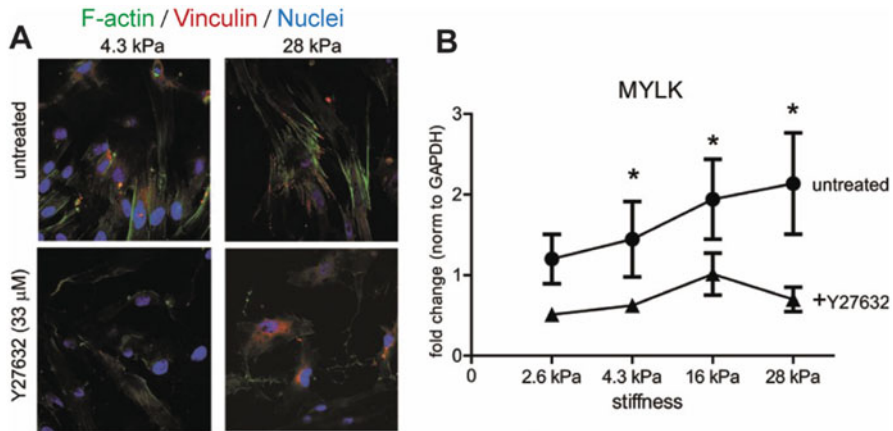 F-actin / Vinculin / Nuclei
A
4.3 kPa
28 kPa
untreated
Y27632 (33 µM)
B
MYLK
fold change (norm to GAPDH)
3
2
1
0
*
*
*
untreated
+Y27632
0
2.6 kPa
4.3 kPa
16 kPa
28 kPa
stiffness